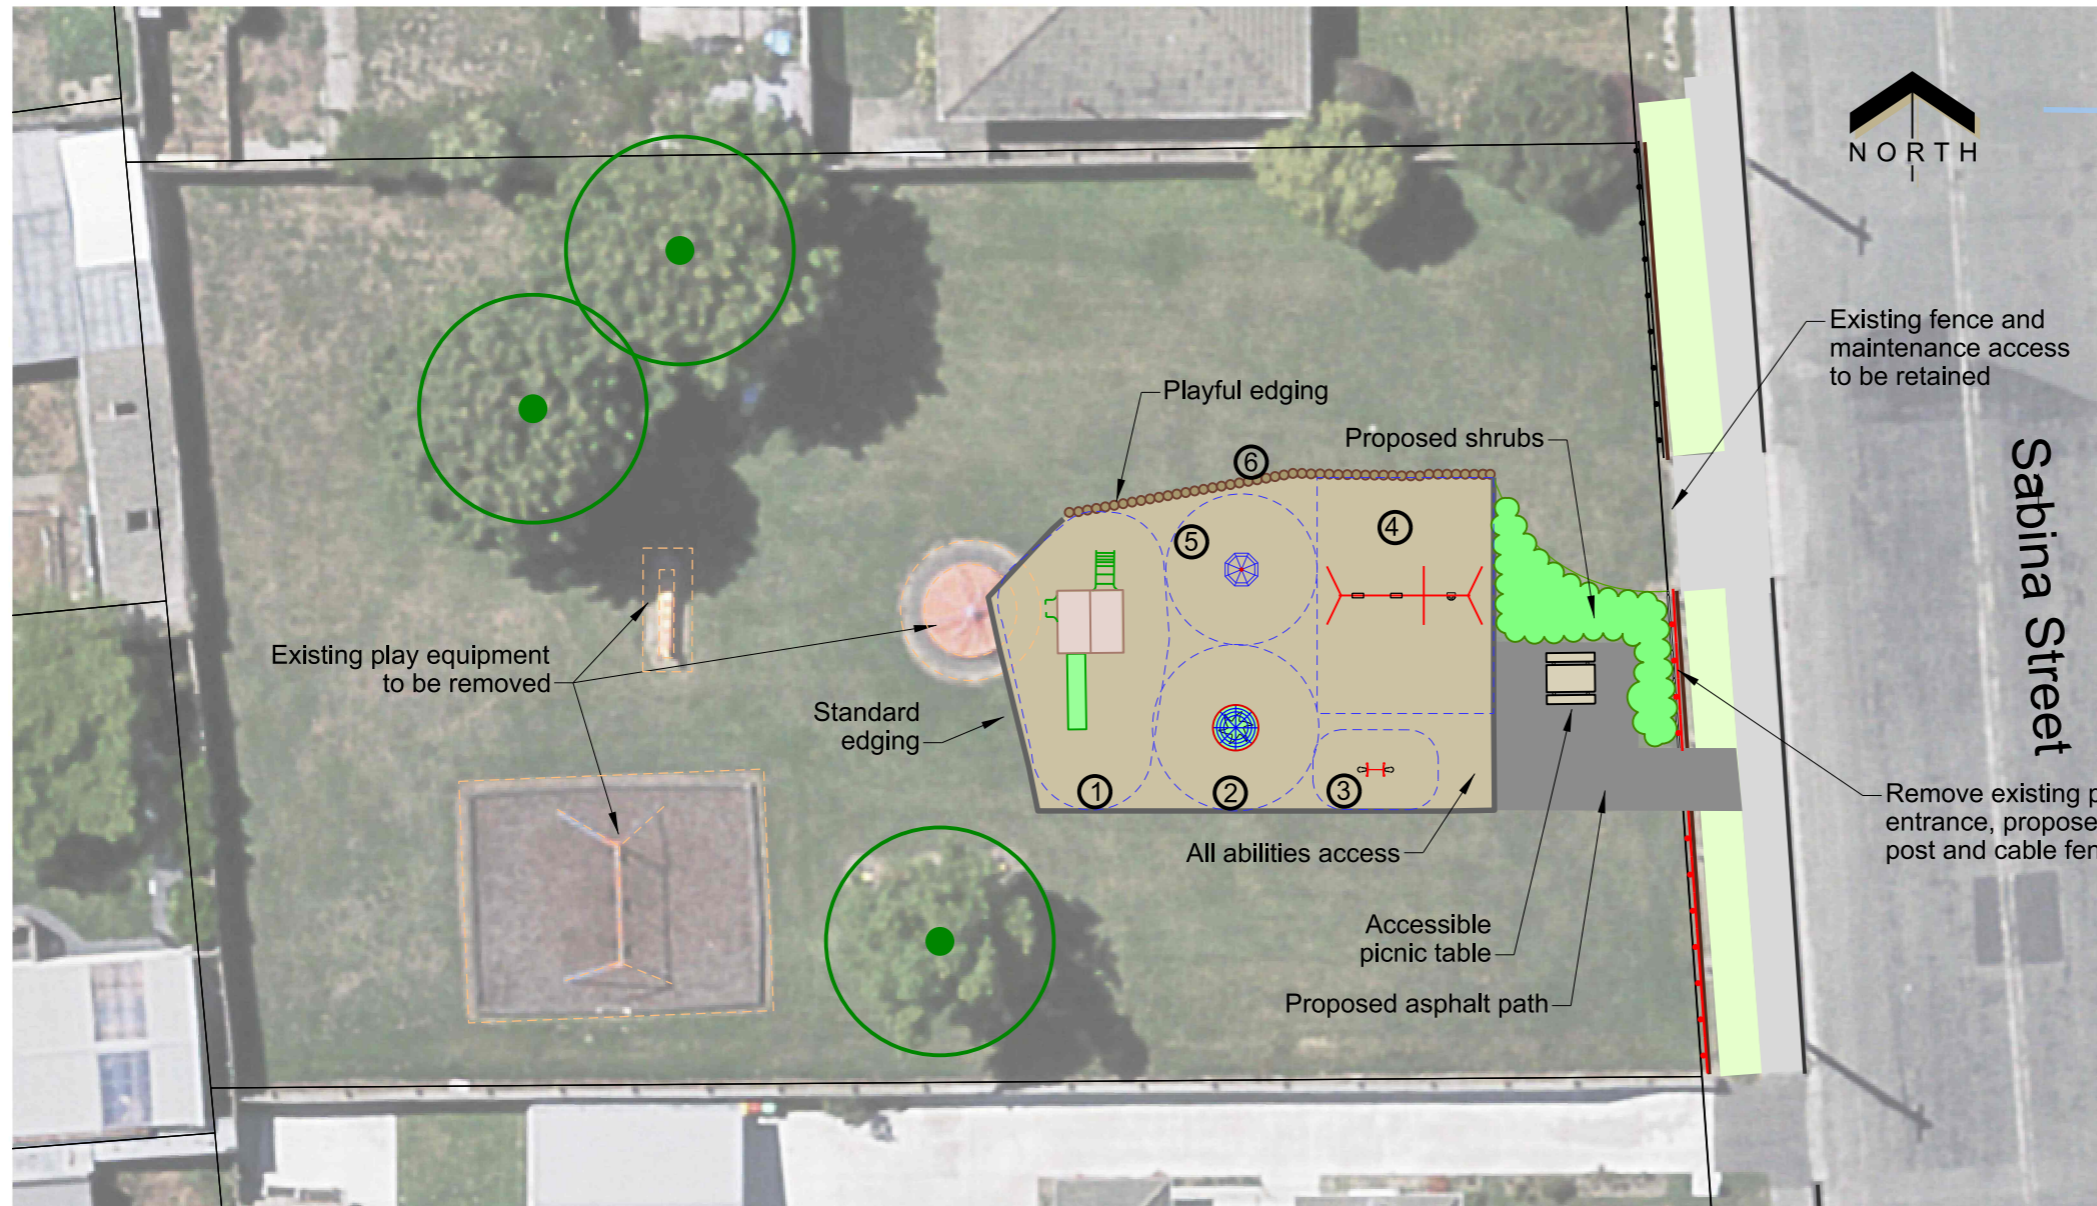 NORTH
Existing fence and
maintenance access
to be retained
Playful edging
Proposed shrubs
6
5
4
Sabina Street
Existing play equipment
to be removed
Standard
edging
1
2
3
Remove existing
entrance,
post and cable
All abilities access
Accessible
picnic table
Proposed asphalt path